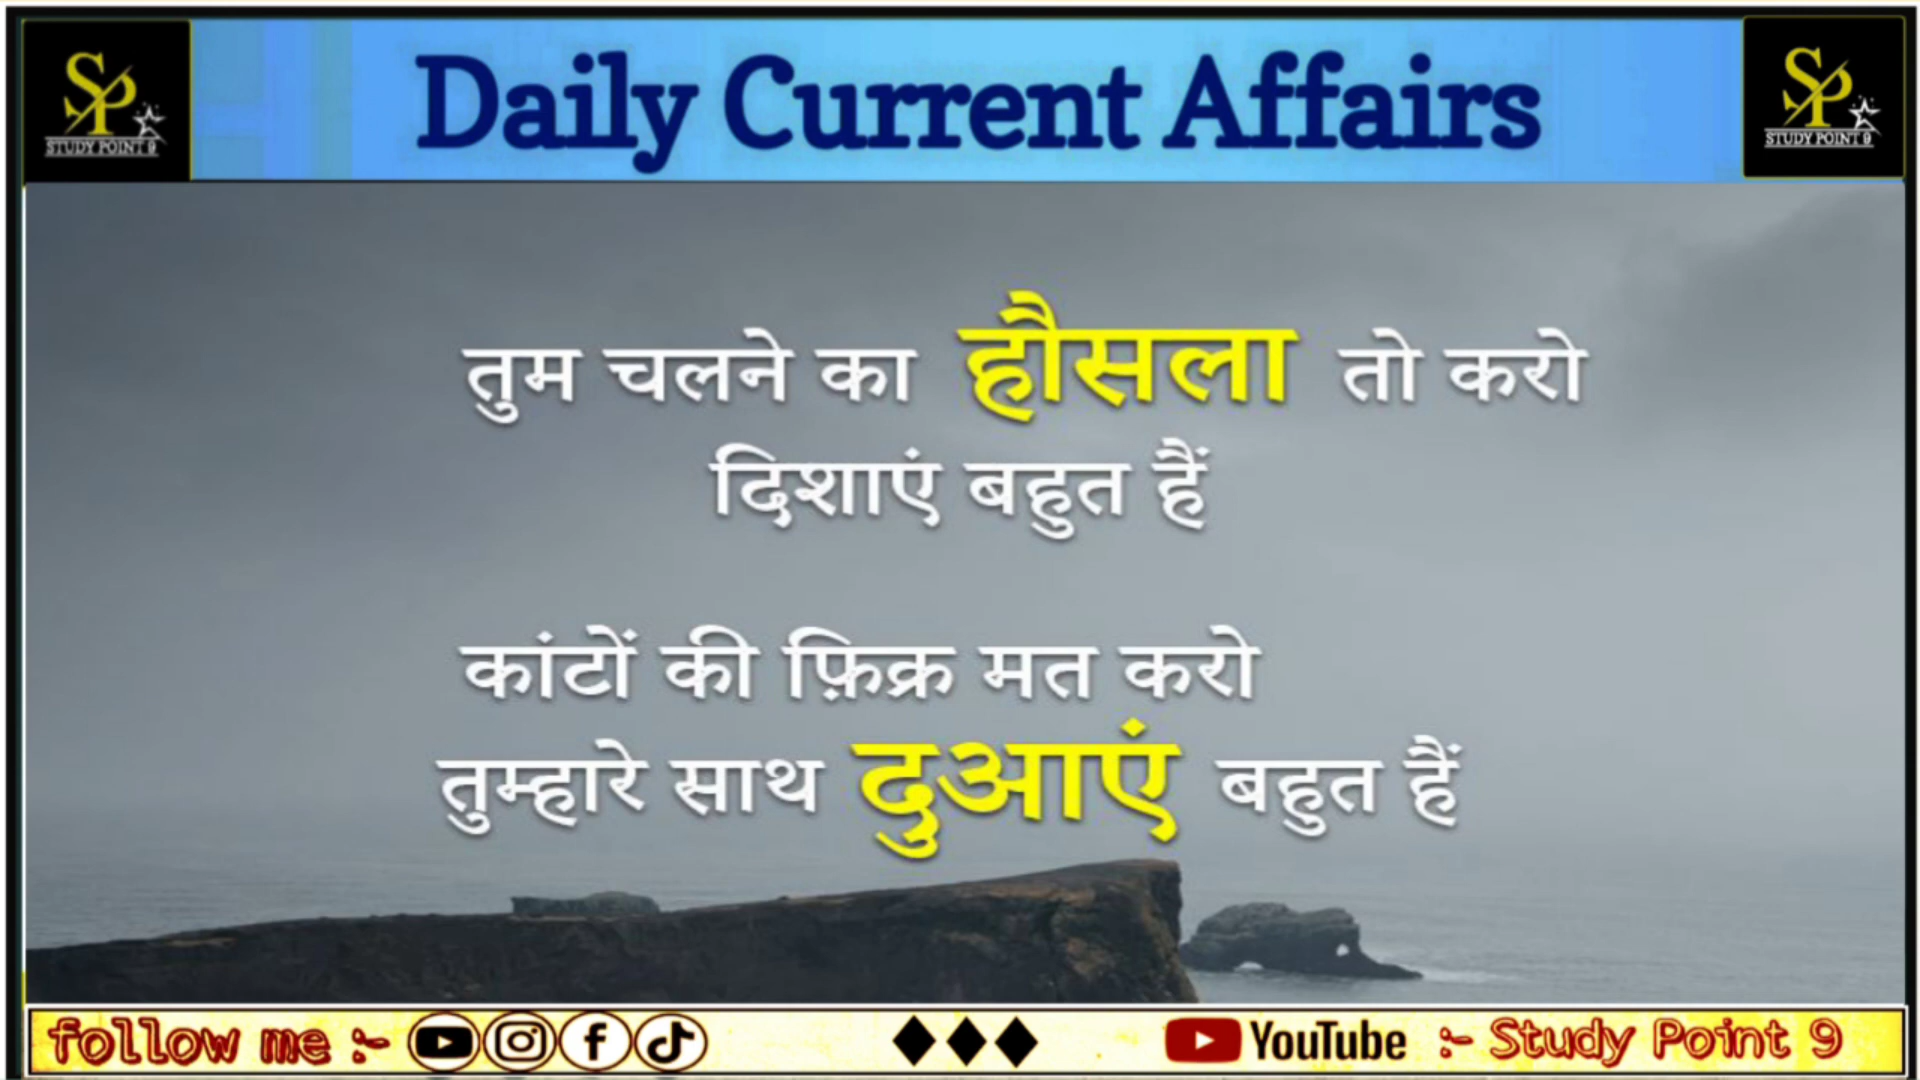 SP
STUDY POINT 9
Daily Current Affairs
SP
STUDY POINT 9
तुम चलने का हौसला तो करो
दिशाएं बहुत हैं
कांटों की फ़िक्र मत करो
तुम्हारे साथ दुआएं बहुत हैं
follow me :- YouTube :- Study Point 9